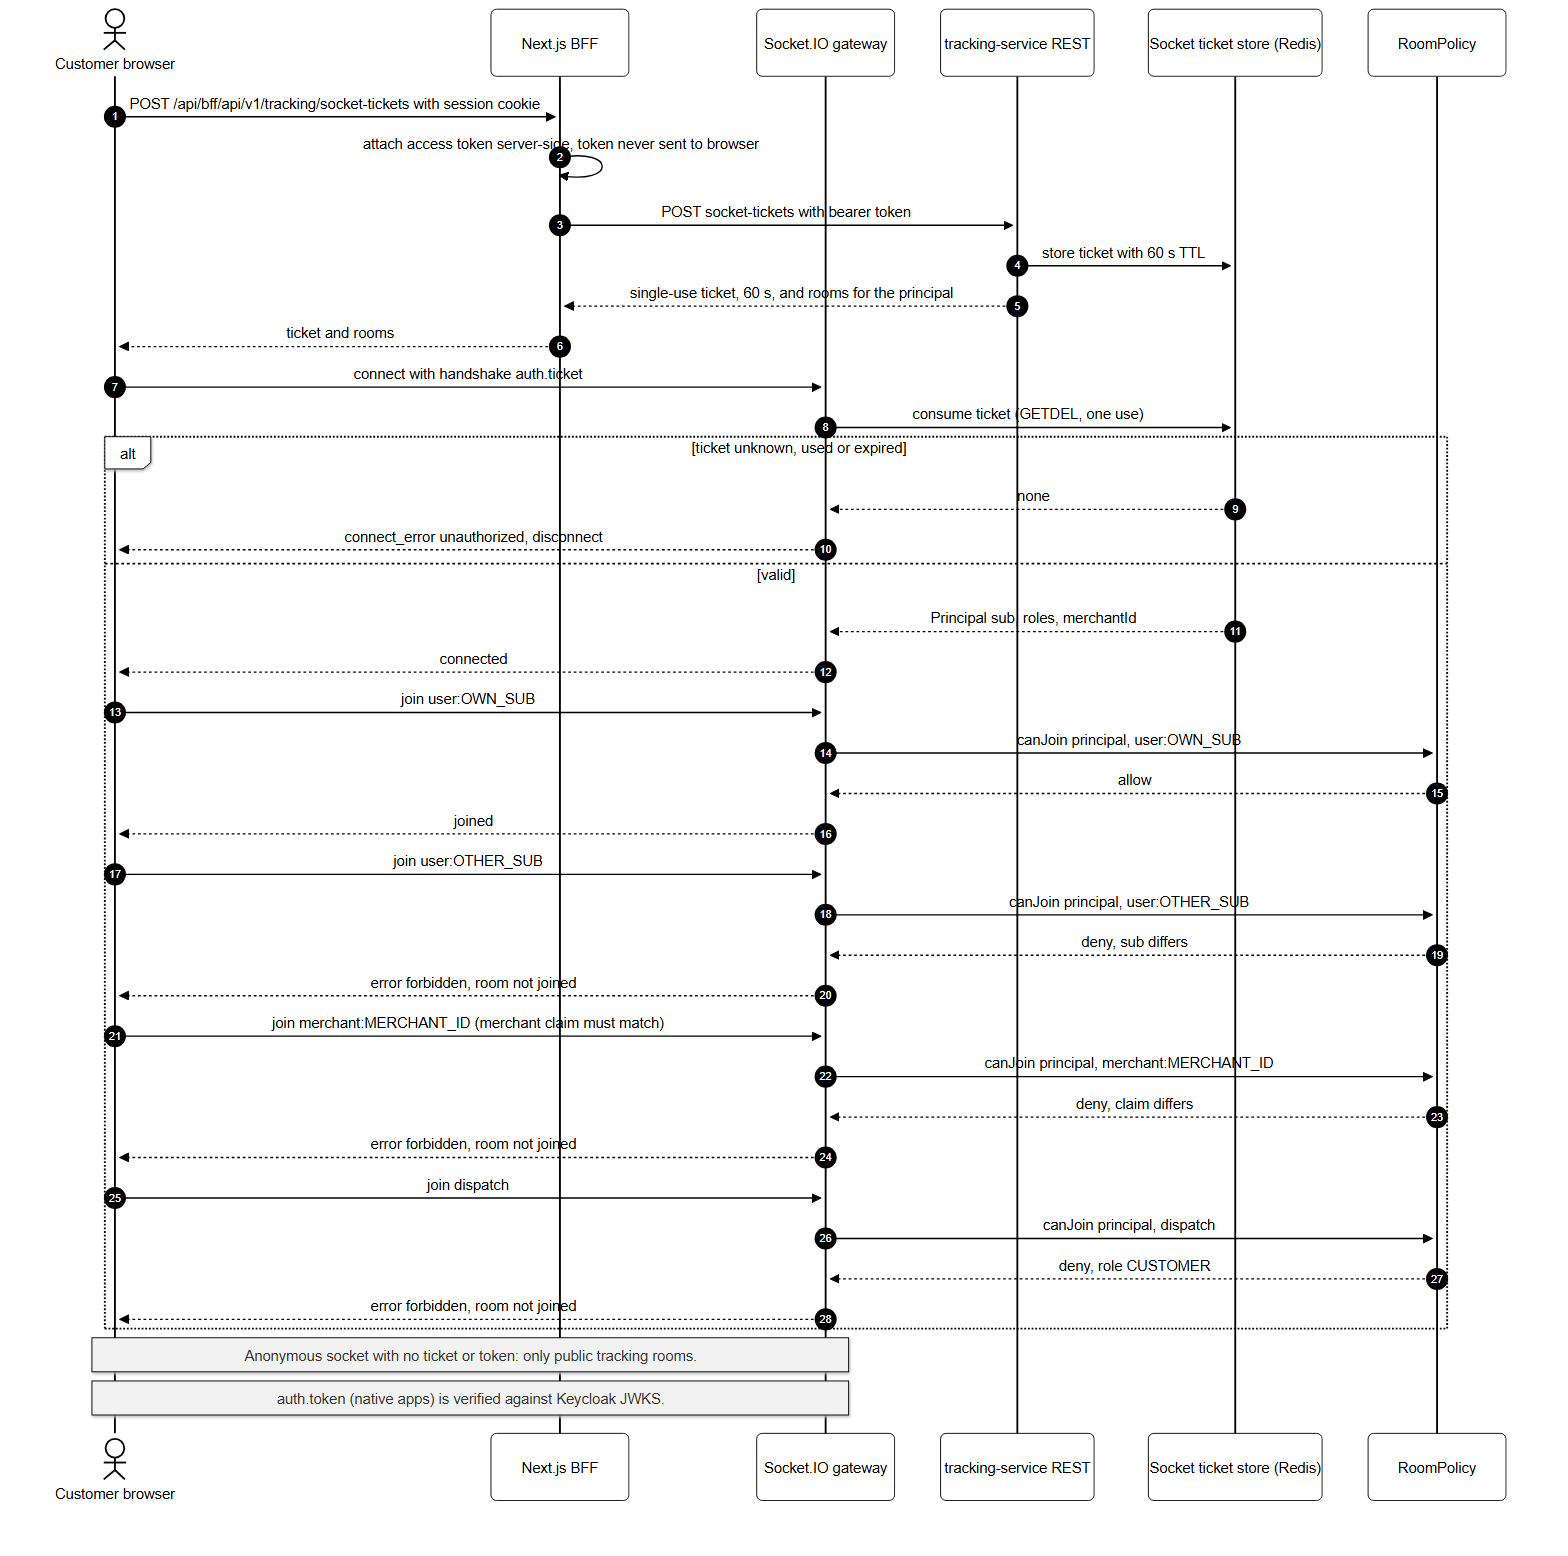 Customer browser
Next.js BFF
Socket.IO gateway
tracking-service REST
Socket ticket store (Redis)
RoomPolicy
1
POST /api/bff/api/v1/tracking/socket-tickets with session cookie
attach access token server-side, token never sent to browser
2
POST socket-tickets with bearer token
3
store ticket with 60 s TTL
4
single-use ticket, 60 s, and rooms for the principal
5
ticket and rooms
6
connect with handshake auth.ticket
7
consume ticket (GETDEL, one use)
8
alt
[ticket unknown, used or expired]
none
9
connect_error unauthorized, disconnect
10
[valid]
Principal sub, roles, merchantId
11
connected
12
join user:OWN_SUB
13
canJoin principal, user:OWN_SUB
14
allow
15
joined
16
join user:OTHER_SUB
17
canJoin principal, user:OTHER_SUB
18
deny, sub differs
19
error forbidden, room not joined
20
join merchant:MERCHANT_ID (merchant claim must match)
21
canJoin principal, merchant:MERCHANT_ID
22
deny, claim differs
23
error forbidden, room not joined
24
join dispatch
25
canJoin principal, dispatch
26
deny, role CUSTOMER
27
error forbidden, room not joined
28
Anonymous socket with no ticket or token: only public tracking rooms.
auth.token (native apps) is verified against Keycloak JWKS.
Customer browser
Next.js BFF
Socket.IO gateway
tracking-service REST
Socket ticket store (Redis)
RoomPolicy